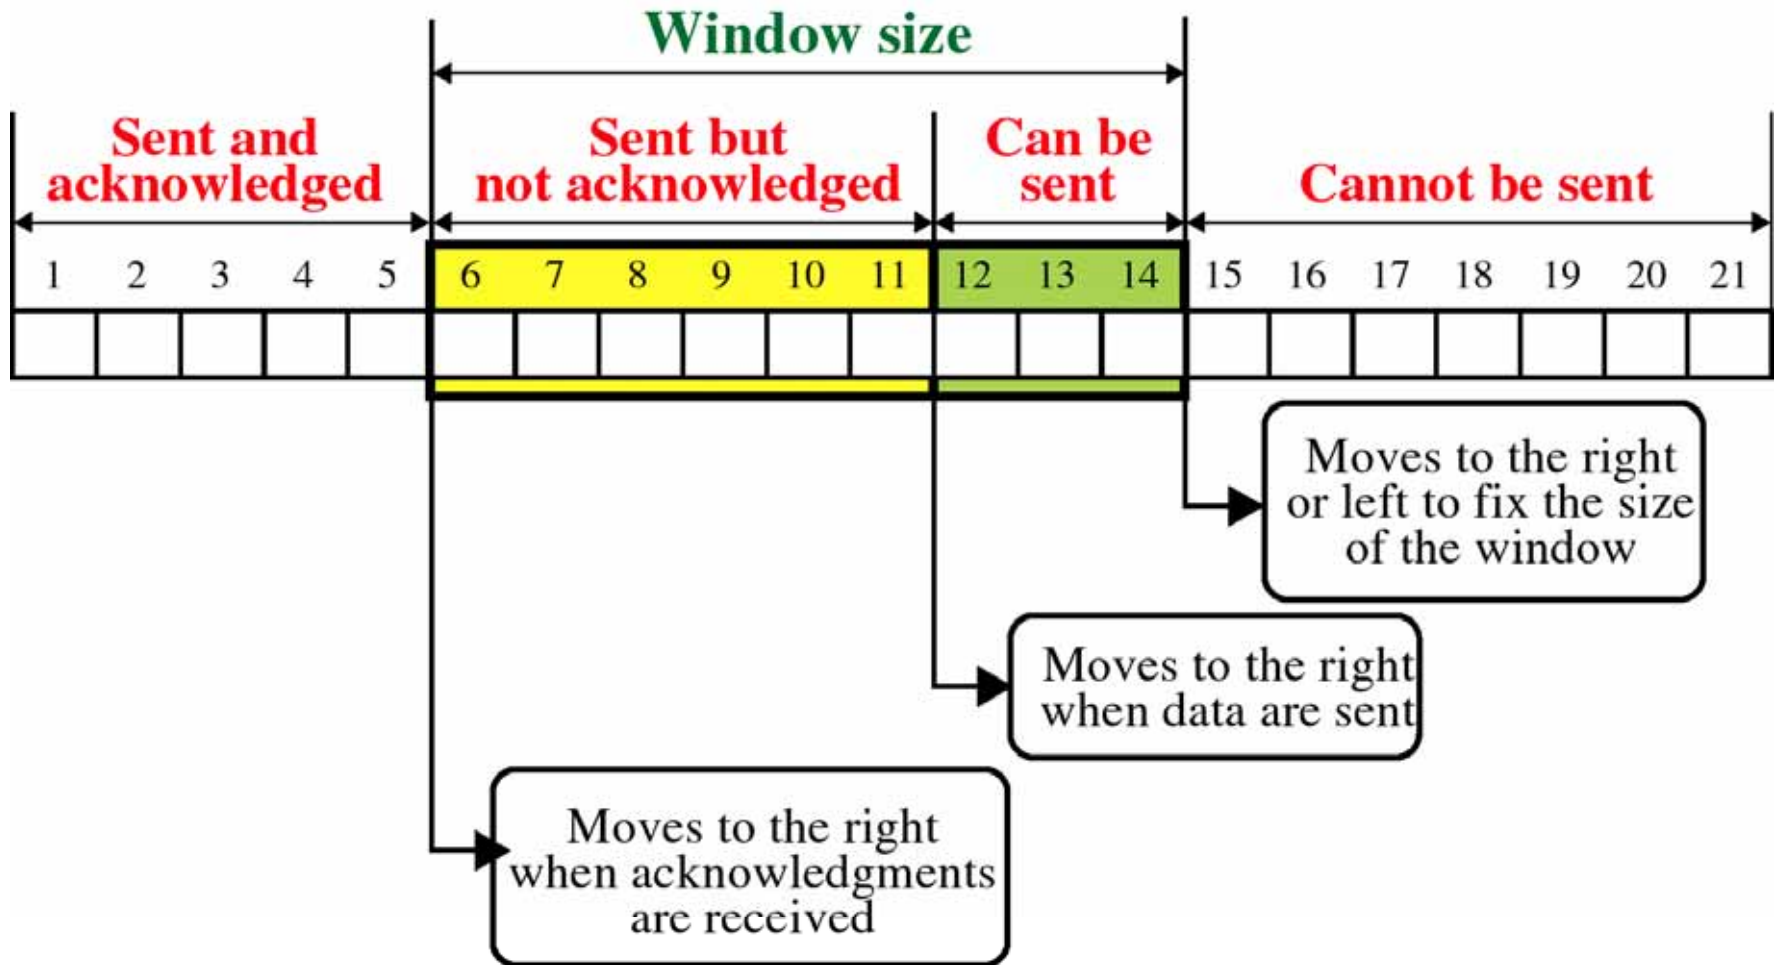 Window size
Sent and
acknowledged
Sent but
not acknowledged
Can be
sent
Cannot be sent
1 2 3 4 5 6 7 8 9 10 11 12 13 14 15 16 17 18 19 20 21
Moves to the right
or left to fix the size
of the window
Moves to the right
when data are sent
Moves to the right
when acknowledgments
are received